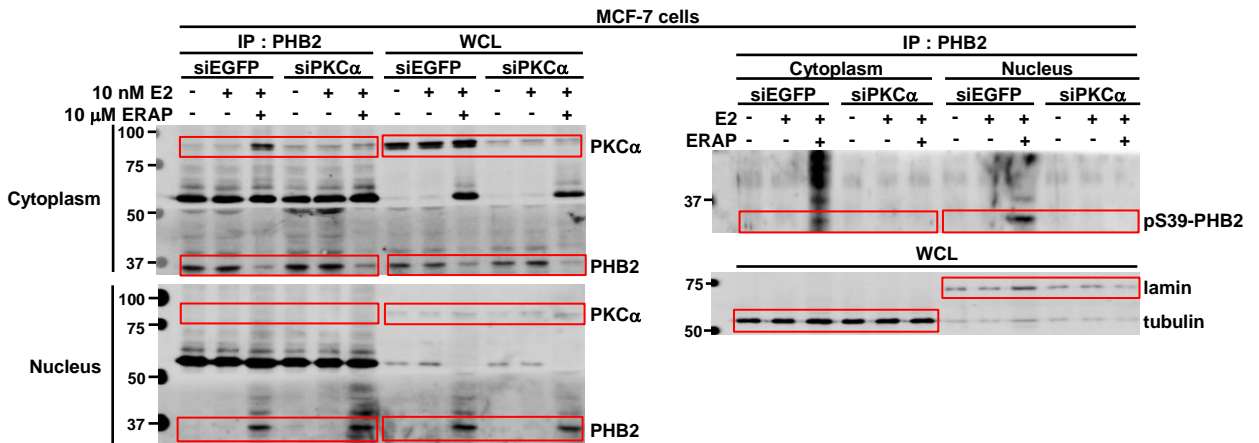 MCF-7 cells
IP : PHB2 WCL
siEGFP siPKCα siEGFP siPKCα
10 nM E2 - + + - + + - + + - + +
10 μM ERAP - - + - - + - - + - - +
Cytoplasm
100
75
50
37
PKCα
PHB2
Nucleus
100
75
50
37
PKCα
PHB2
IP : PHB2
Cytoplasm Nucleus
siEGFP siPKCα siEGFP siPKCα
E2 - + + - + + - + + - + +
ERAP - - + - - + - - + - - +
37
pS39-PHB2
WCL
75
50
lamin
tubulin